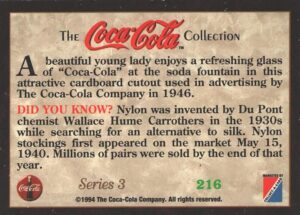 The Coca-Cola Collection
A beautiful young lady enjoys a refreshing glass
of "Coca-Cola" at the soda fountain in this
attractive cardboard cutout used in advertising by
The Coca-Cola Company in 1946.
DID YOU KNOW? Nylon was invented by Du Pont
chemist Wallace Hume Carrothers in the 1930s
while searching for an alternative to silk. Nylon
stockings first appeared on the market May 15,
1940. Millions of pairs were sold by the end of that
year.
Series 3
216
Coca-Cola
©1994 The Coca-Cola Company. All rights reserved.
MARKETED BY